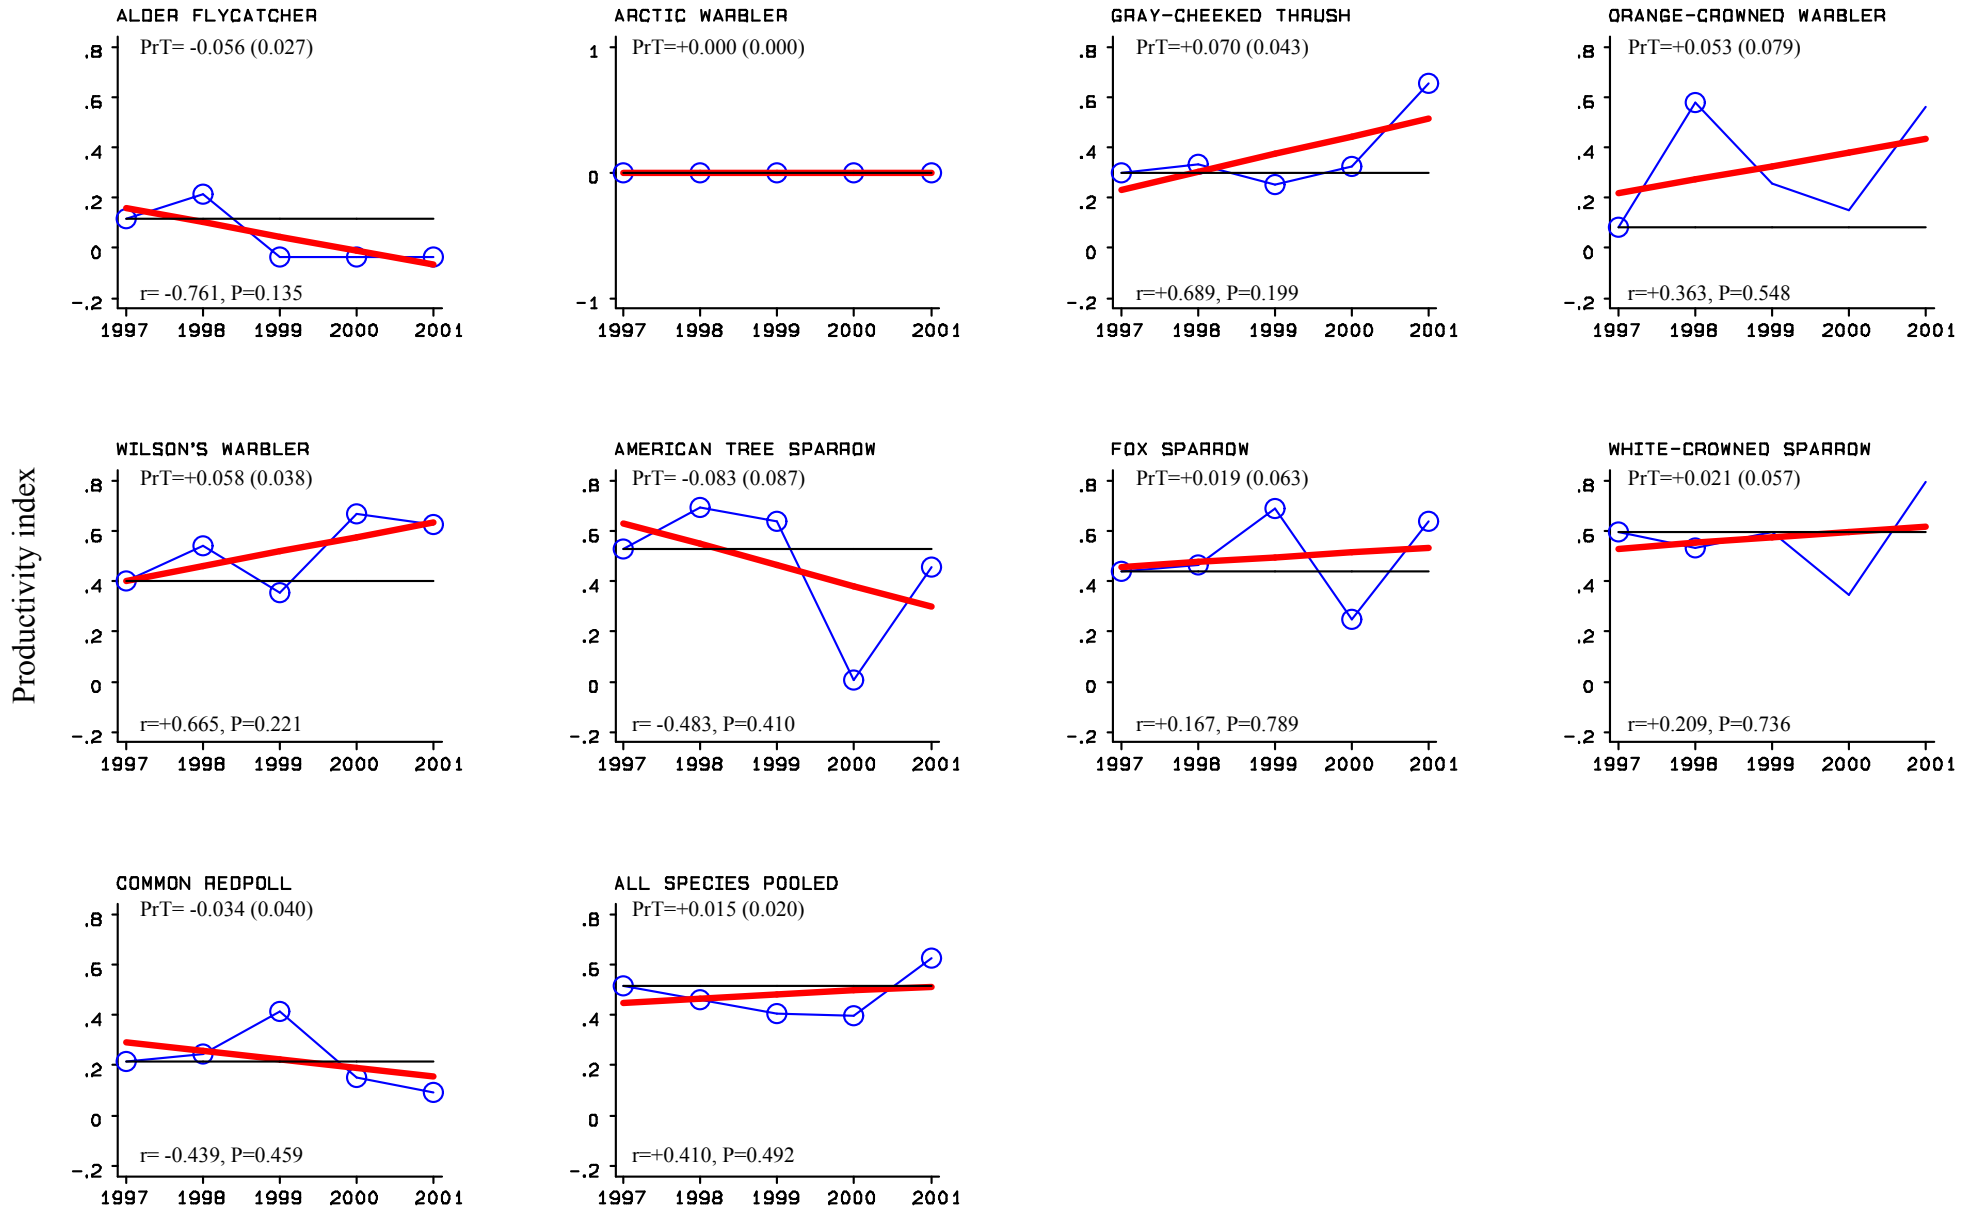 Productivity index
ALDER FLYCATCHER
PrT= -0.056 (0.027)
.8
.6
.4
.2
0
-.2
r= -0.761, P=0.135
1997 1998 1999 2000 2001
ARCTIC WARBLER
PrT=+0.000 (0.000)
1
0
-1
1997 1998 1999 2000 2001
GRAY-CHEEKED THRUSH
PrT=+0.070 (0.043)
.8
.6
.4
.2
0
-.2
r=+0.689, P=0.199
1997 1998 1999 2000 2001
ORANGE-CROWNED WARBLER
PrT=+0.053 (0.079)
.8
.6
.4
.2
0
-.2
r=+0.363, P=0.548
1997 1998 1999 2000 2001
WILSON'S WARBLER
PrT=+0.058 (0.038)
.8
.6
.4
.2
0
-.2
r=+0.665, P=0.221
1997 1998 1999 2000 2001
AMERICAN TREE SPARROW
PrT= -0.083 (0.087)
.8
.6
.4
.2
0
-.2
r= -0.483, P=0.410
1997 1998 1999 2000 2001
FOX SPARROW
PrT=+0.019 (0.063)
.8
.6
.4
.2
0
-.2
r=+0.167, P=0.789
1997 1998 1999 2000 2001
WHITE-CROWNED SPARROW
PrT=+0.021 (0.057)
.8
.6
.4
.2
0
-.2
r=+0.209, P=0.736
1997 1998 1999 2000 2001
COMMON REDPOLL
PrT= -0.034 (0.040)
.8
.6
.4
.2
0
-.2
r= -0.439, P=0.459
1997 1998 1999 2000 2001
ALL SPECIES POOLED
PrT=+0.015 (0.020)
.8
.6
.4
.2
0
-.2
r=+0.410, P=0.492
1997 1998 1999 2000 2001